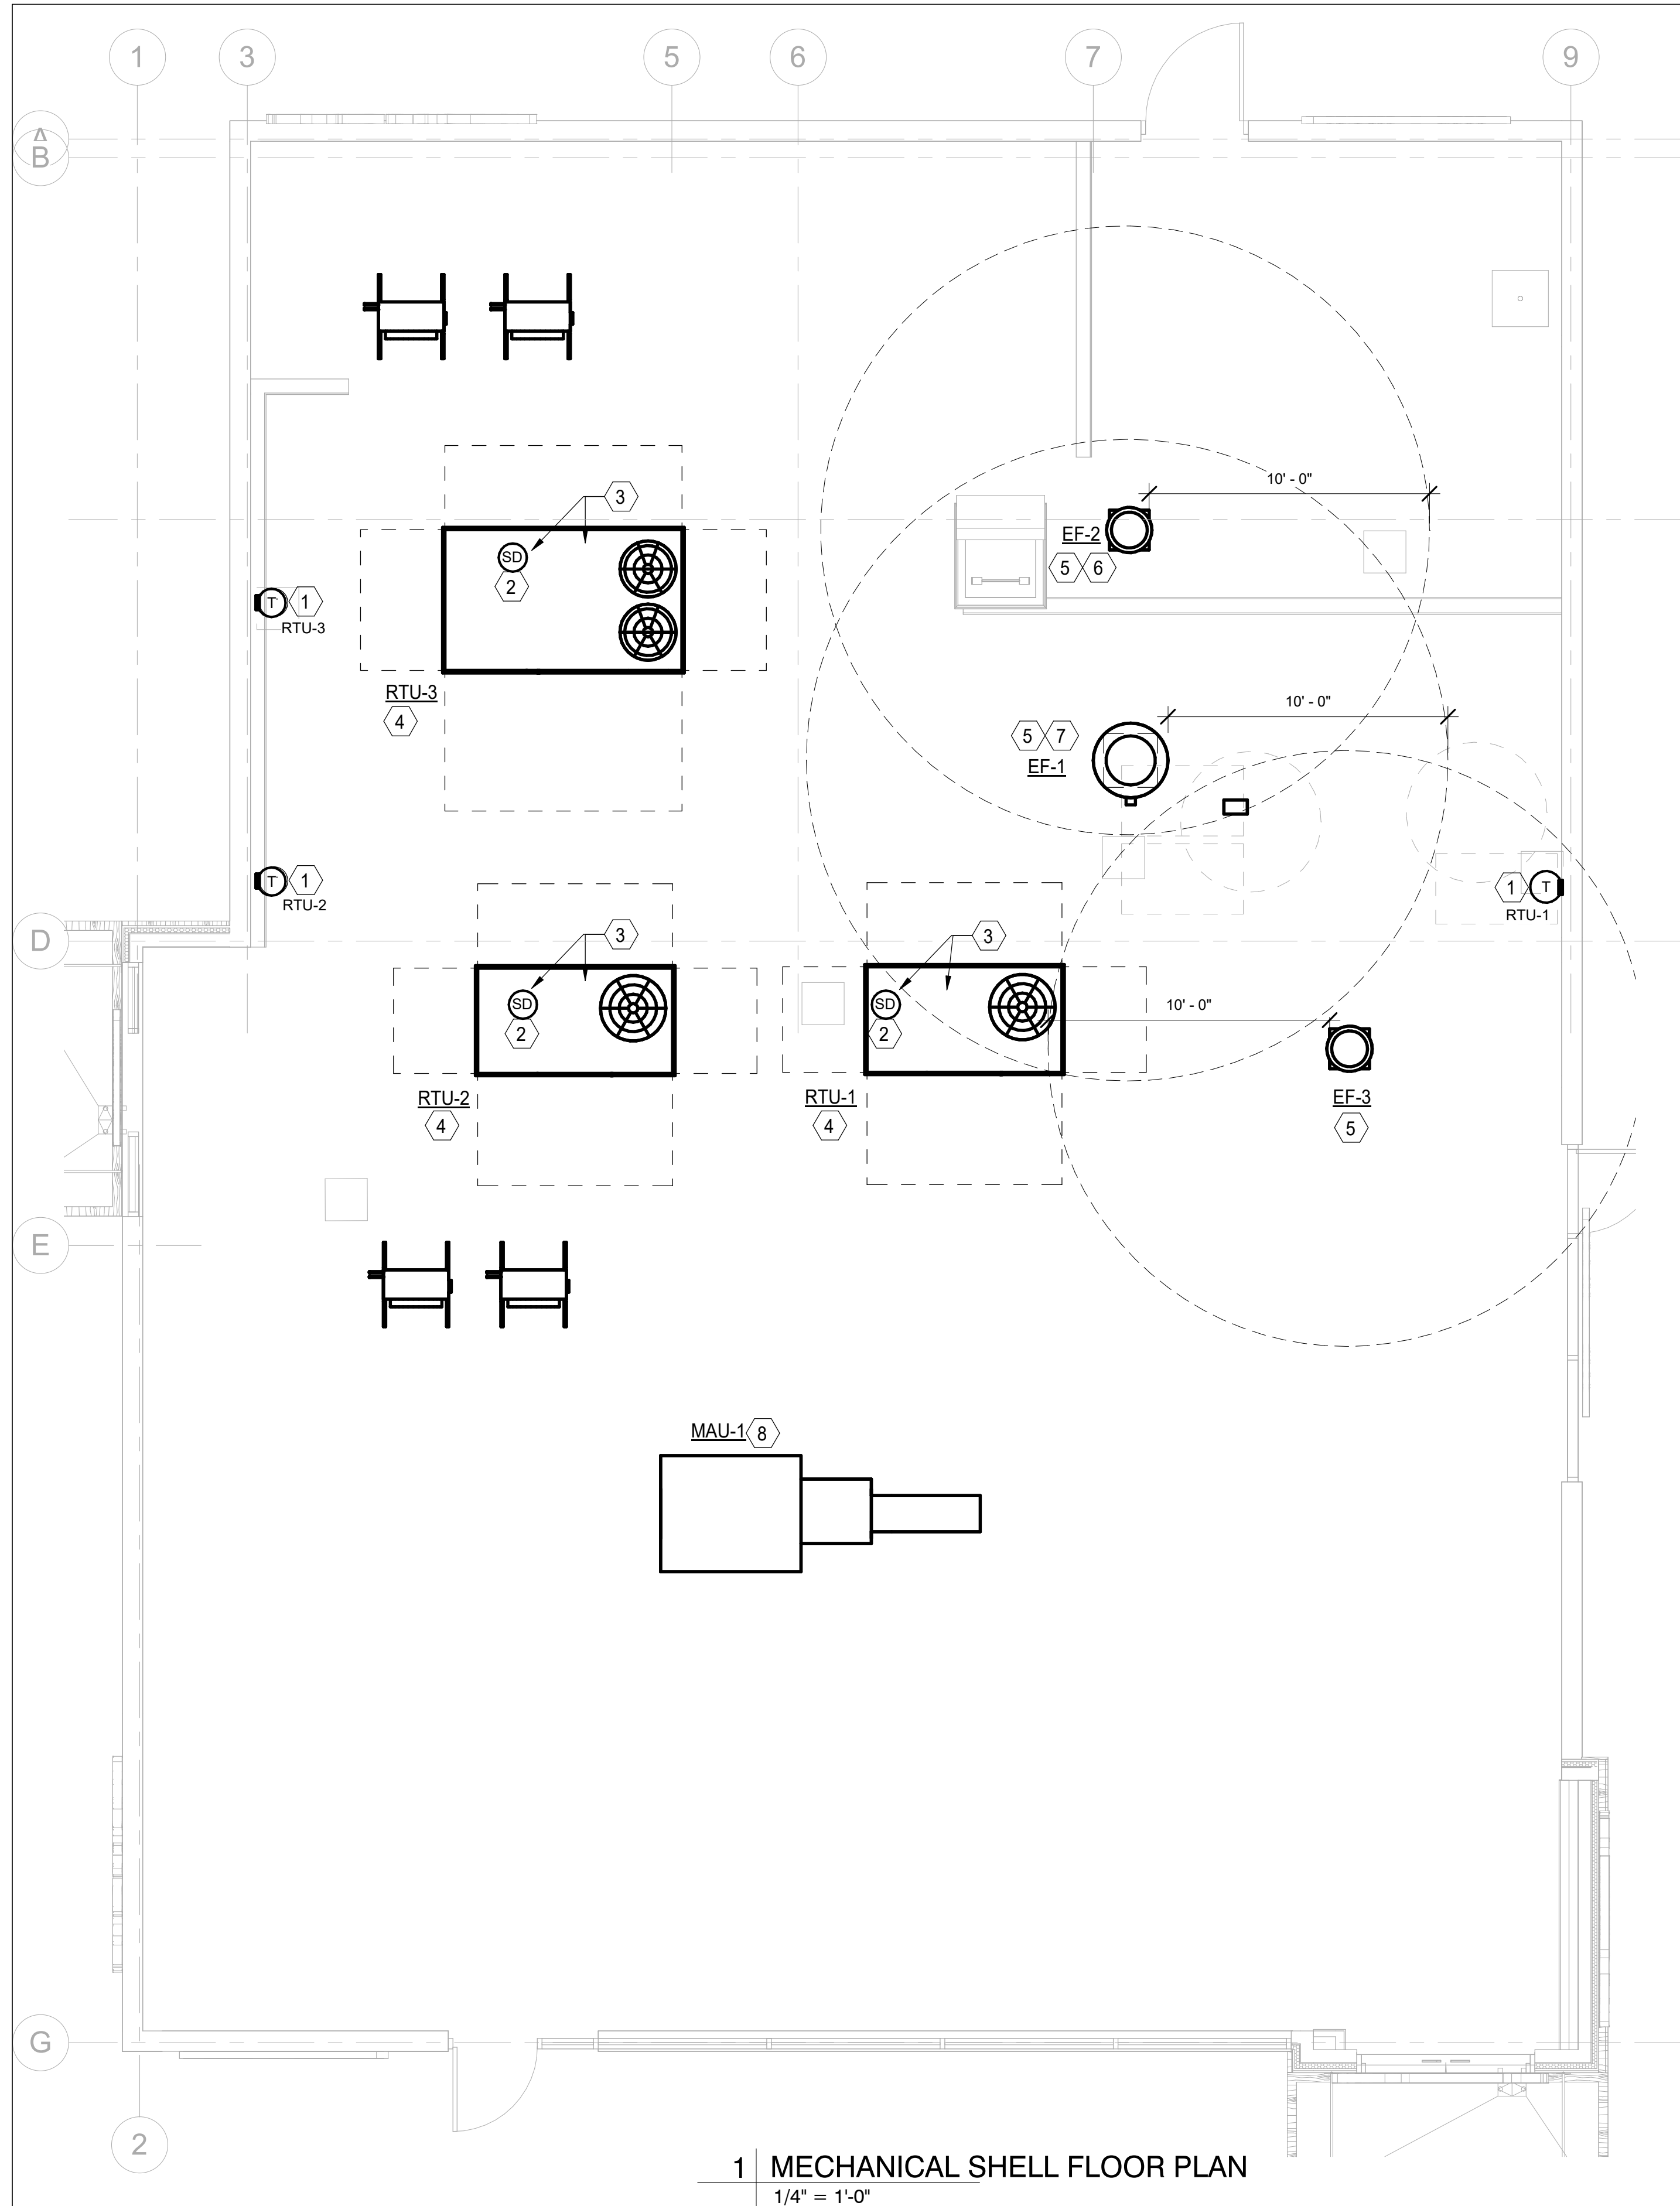 1 3 5 6 7 9
A
B
10' - 0"
3
EF-2
SD
5 6
2
T 1
RTU-3
RTU-3
4
10' - 0"
5 7
EF-1
T 1
RTU-2
1 T
RTU-1
D
3 3
SD SD
10' - 0"
2 2
RTU-2
4
RTU-1
4
EF-3
5
E
MAU-1 8
G
2
1 MECHANICAL SHELL FLOOR PLAN
1/4" = 1'-0"